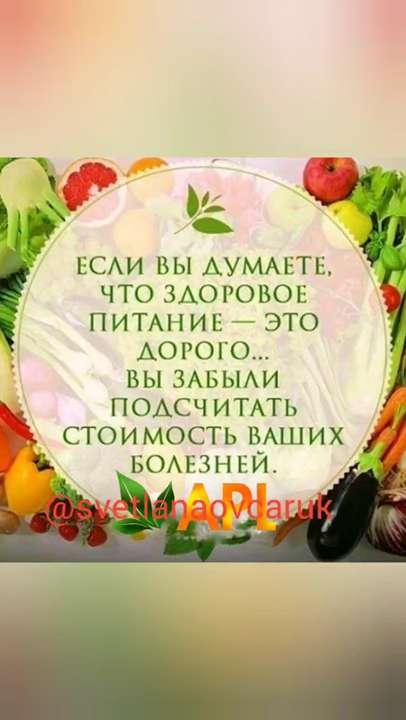 ЕСЛИ ВЫ ДУМАЕТЕ,
ЧТО ЗДОРОВОЕ
ПИТАНИЕ — ЭТО
ДОРОГО...
ВЫ ЗАБЫЛИ
ПОДСЧИТАТЬ
СТОИМОСТЬ ВАШИХ
БОЛЕЗНЕЙ.
APL
@svetlanaovcaruk